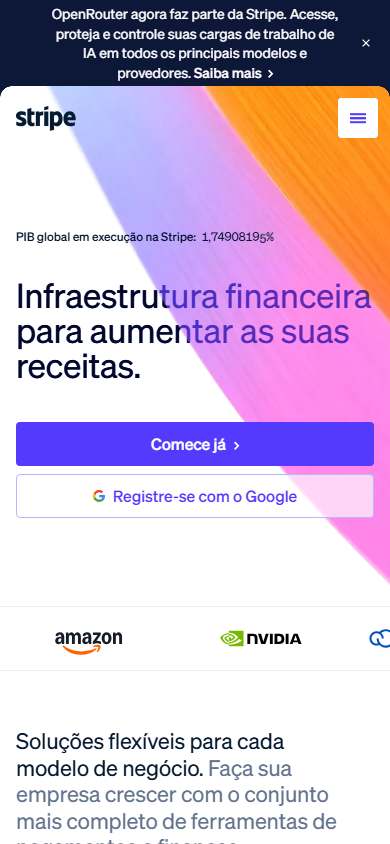 OpenRouter agora faz parte da Stripe. Acesse,
proteja e controle suas cargas de trabalho de
IA em todos os principais modelos e
provedores. Saiba mais
stripe
PIB global em execução na Stripe: 1,74908195%
Infraestrutura financeira
para aumentar as suas
receitas.
Comece já
Registre-se com o Google
amazon
NVIDIA
Soluções flexíveis para cada
modelo de negócio. Faça sua
empresa crescer com o conjunto
mais completo de ferramentas de
pagamentos e finanças